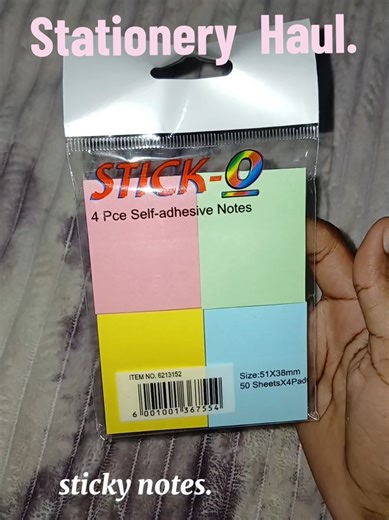 Stationery Haul.
STICK-O
4 Pce Self-adhesive Notes
ITEM NO. 6213152
Size:51X38mm
50 SheetsX4Pads
6 001001 367554
sticky notes.